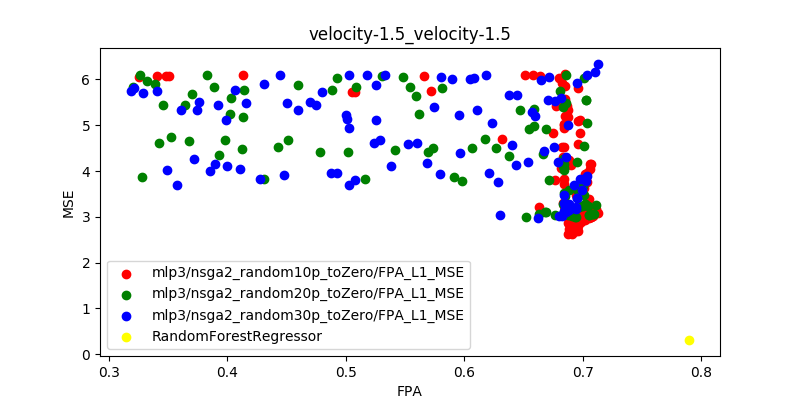 velocity-1.5_velocity-1.5
MSE
6
5
4
3
2
1
0
mlp3/nsga2_random10p_toZero/FPA_L1_MSE
mlp3/nsga2_random20p_toZero/FPA_L1_MSE
mlp3/nsga2_random30p_toZero/FPA_L1_MSE
RandomForestRegressor
0.3 0.4 0.5 0.6 0.7 0.8
FPA